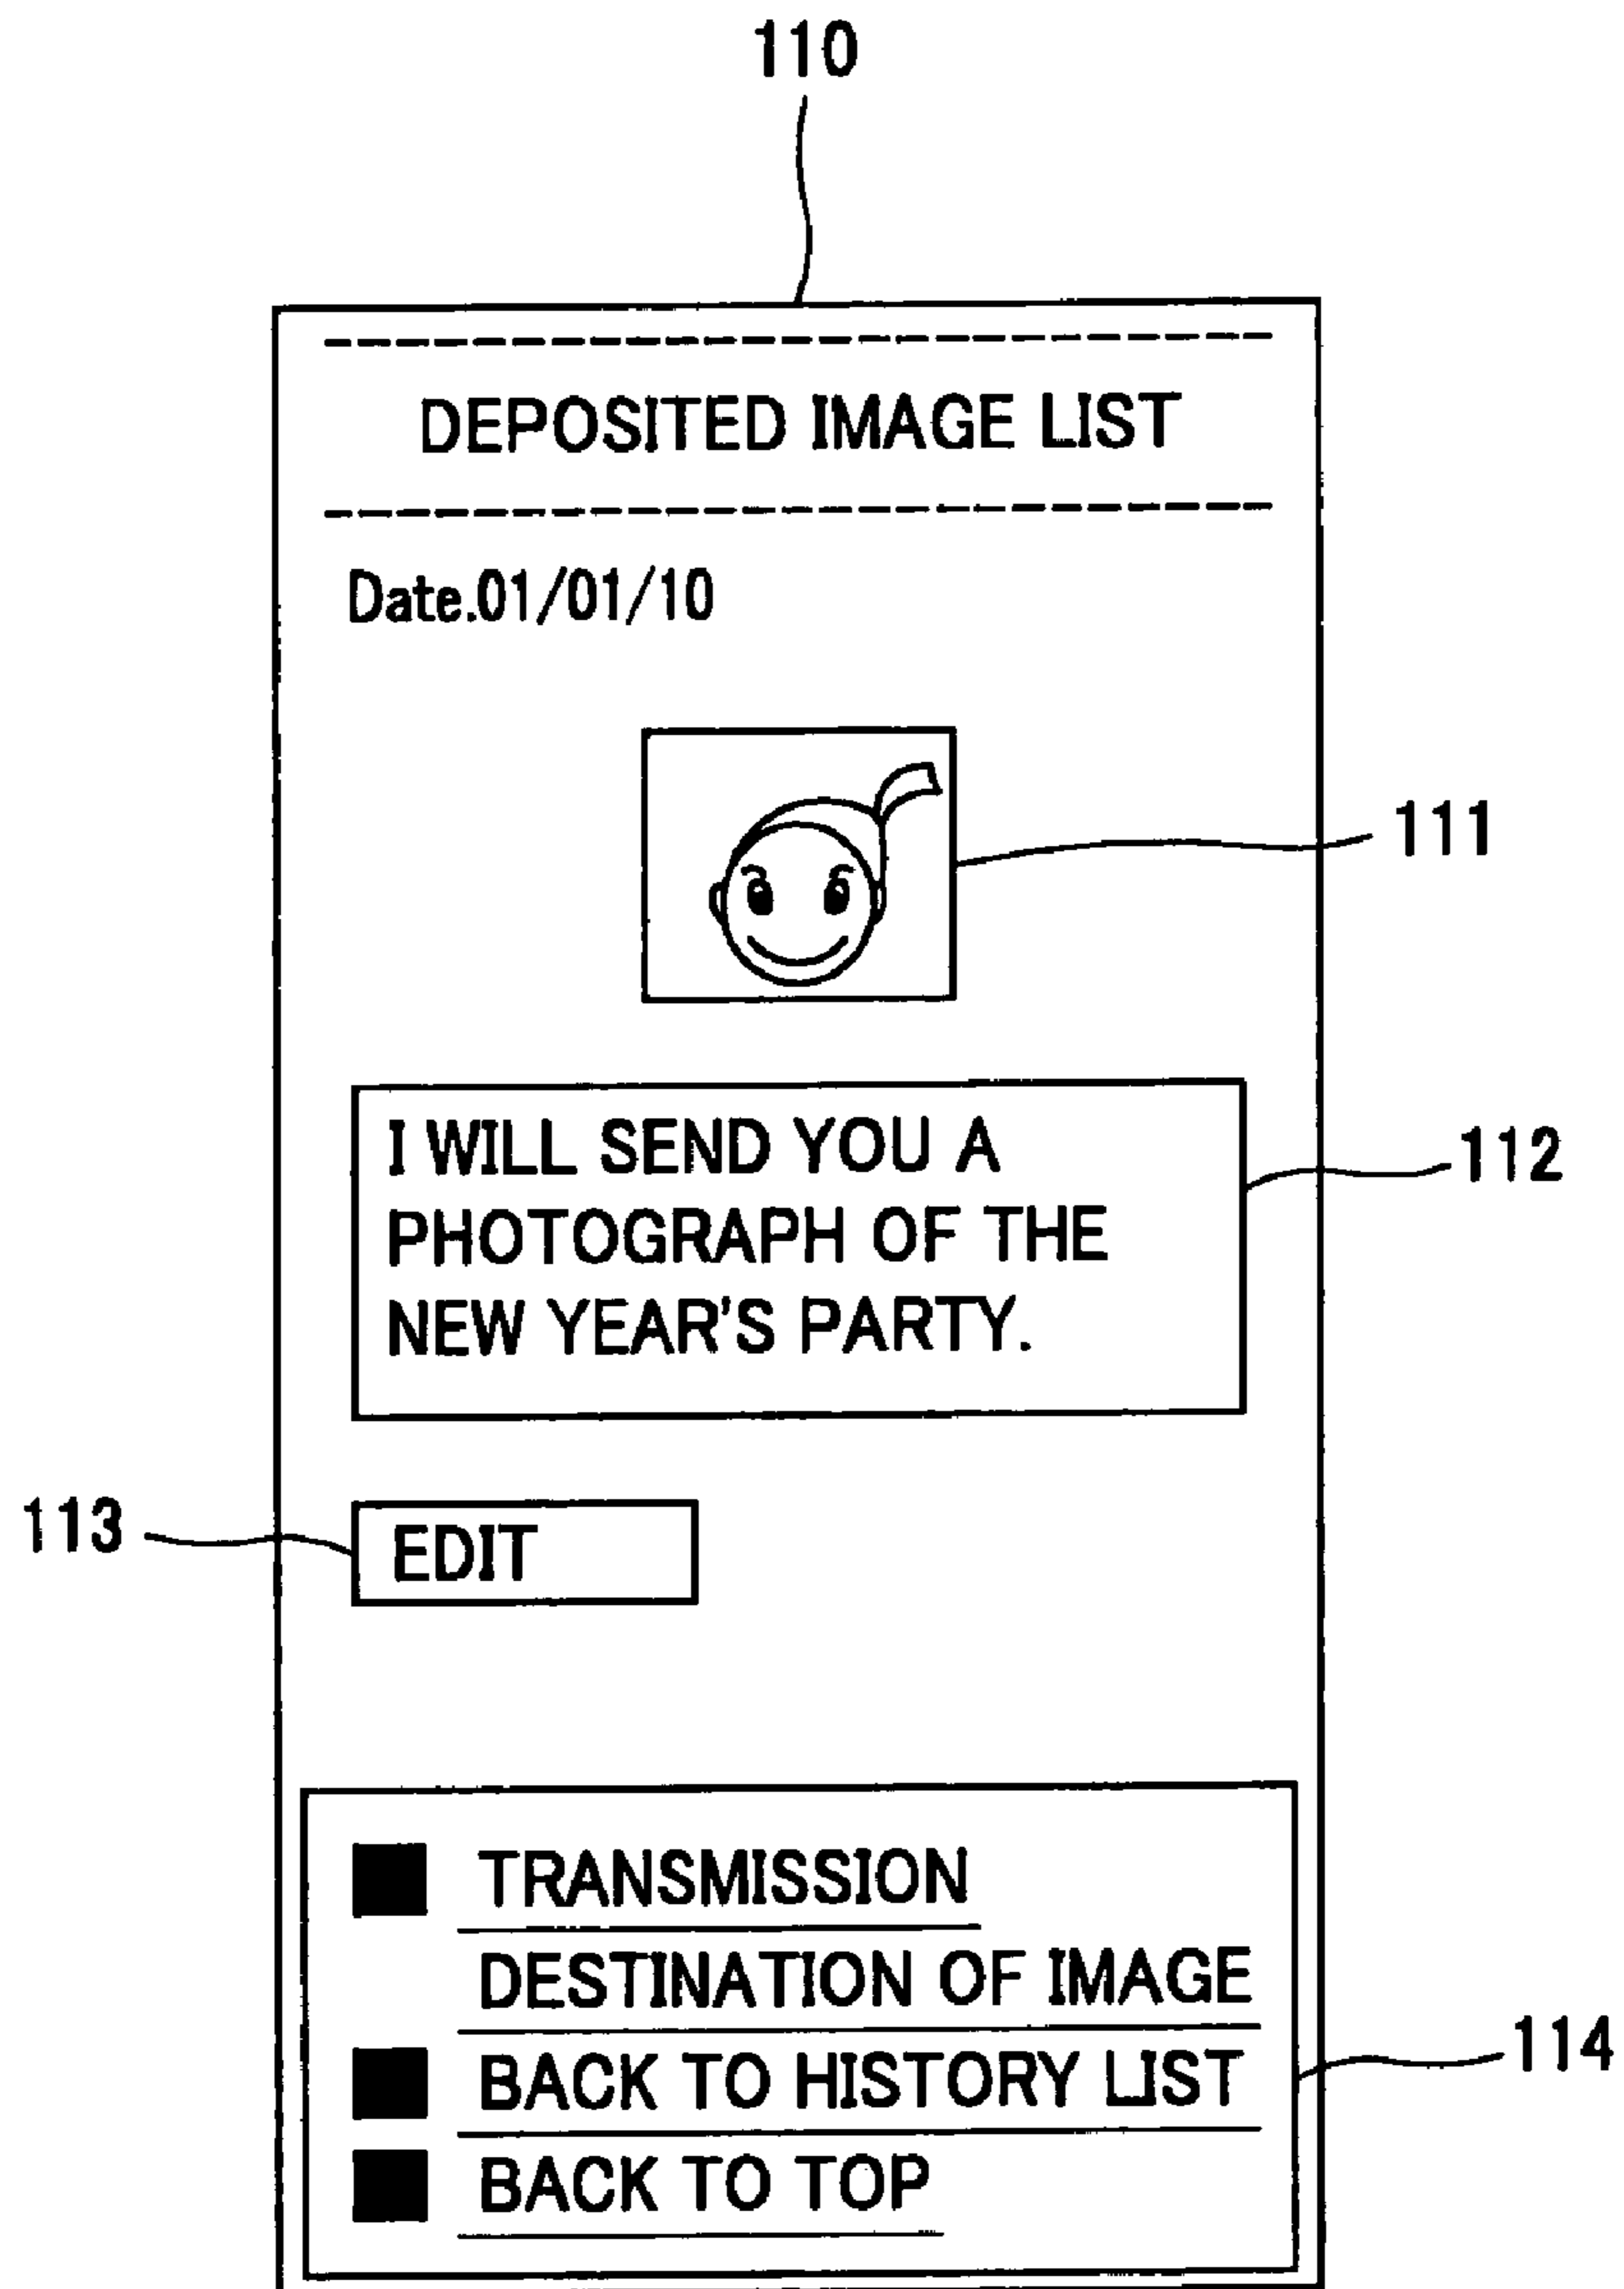 110
DEPOSITED IMAGE LIST
Date.01/01/10
111
I WILL SEND YOU A
112
PHOTOGRAPH OF THE
NEW YEAR'S PARTY.
113
EDIT
TRANSMISSION
DESTINATION OF IMAGE
114
BACK TO HISTORY LIST
BACK TO TOP